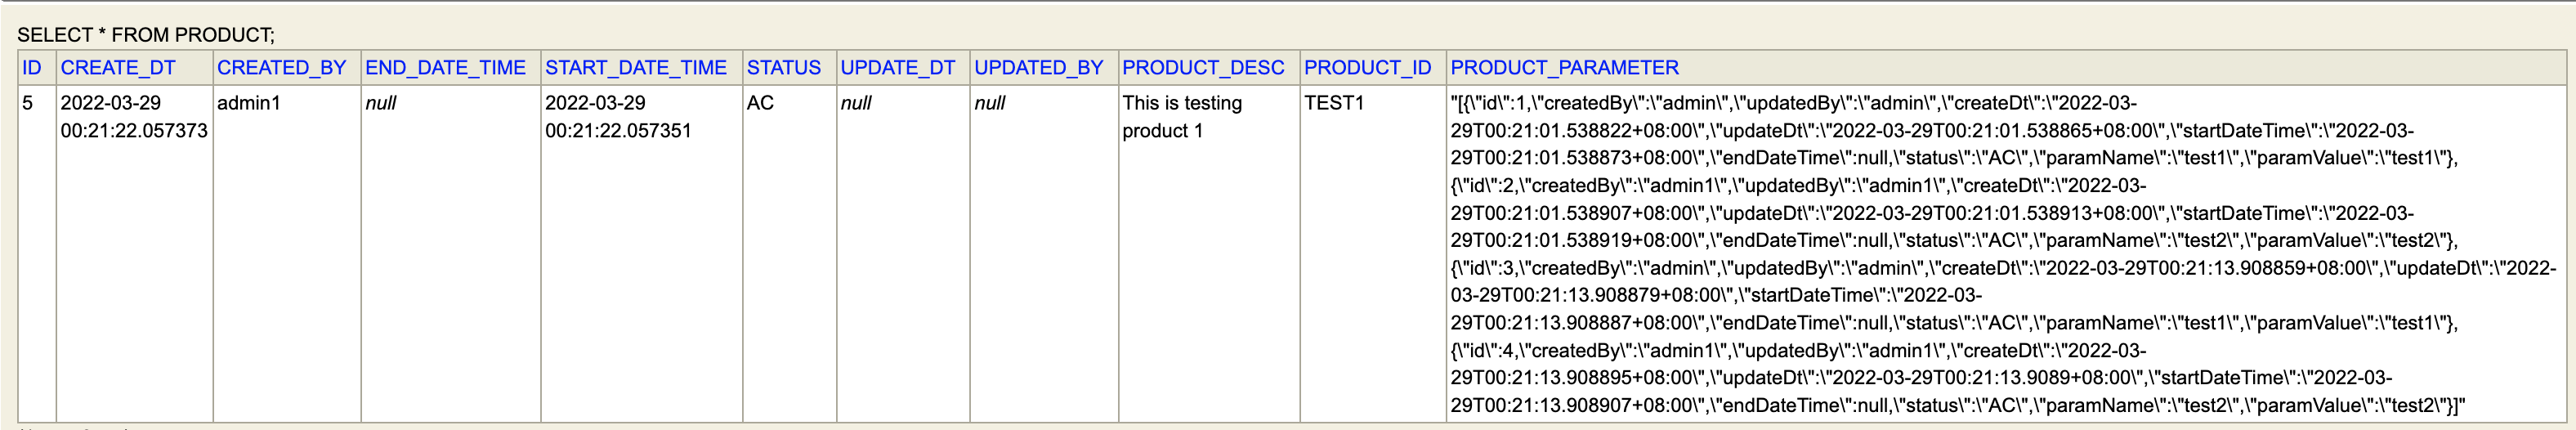 SELECT * FROM PRODUCT;
ID CREATE_DT CREATED_BY END_DATE_TIME START_DATE_TIME STATUS UPDATE_DT UPDATED_BY PRODUCT_DESC PRODUCT_ID PRODUCT_PARAMETER
5 2022-03-29 admin1 null 2022-03-29 AC null null This is testing TEST1 "[{\"id\":1,\"createdBy\":\"admin\",\"updatedBy\":\"admin\",\"createDt\":\"2022-03-
00:21:22.057373 00:21:22.057351 product 1 29T00:21:01.538822+08:00\",\"updateDt\":\"2022-03-29T00:21:01.538865+08:00\",\"startDateTime\":\"2022-03-
29T00:21:01.538873+08:00\",\"endDateTime\":null,\"status\":\"AC\",\"paramName\":\"test1\",\"paramValue\":\"test1\"},
{\"id\":2,\"createdBy\":\"admin1\",\"updatedBy\":\"admin1\",\"createDt\":\"2022-03-
29T00:21:01.538907+08:00\",\"updateDt\":\"2022-03-29T00:21:01.538913+08:00\",\"startDateTime\":\"2022-03-
29T00:21:01.538919+08:00\",\"endDateTime\":null,\"status\":\"AC\",\"paramName\":\"test2\",\"paramValue\":\"test2\"},
{\"id\":3,\"createdBy\":\"admin\",\"updatedBy\":\"admin\",\"createDt\":\"2022-03-29T00:21:13.908859+08:00\",\"updateDt\":\"2022-
03-29T00:21:13.908879+08:00\",\"startDateTime\":\"2022-03-
29T00:21:13.908887+08:00\",\"endDateTime\":null,\"status\":\"AC\",\"paramName\":\"test1\",\"paramValue\":\"test1\"},
{\"id\":4,\"createdBy\":\"admin1\",\"updatedBy\":\"admin1\",\"createDt\":\"2022-03-
29T00:21:13.908895+08:00\",\"updateDt\":\"2022-03-29T00:21:13.9089+08:00\",\"startDateTime\":\"2022-03-
29T00:21:13.908907+08:00\",\"endDateTime\":null,\"status\":\"AC\",\"paramName\":\"test2\",\"paramValue\":\"test2\"}]"